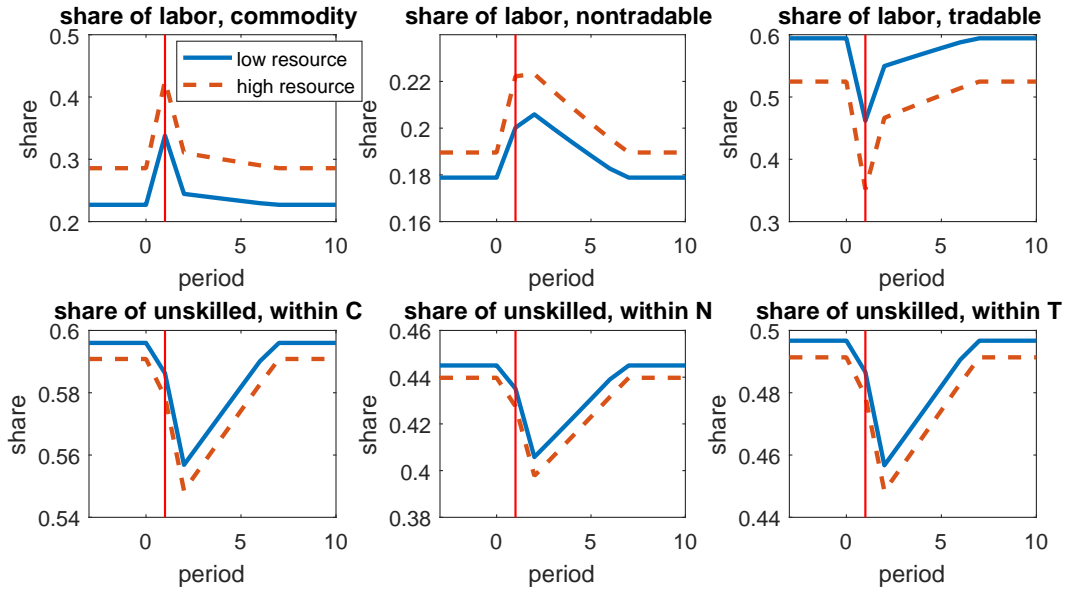 share of labor, commodity
0.5
0.4
0.3
0.2
share
0
5
10
period
low resource
high resource
share of labor, nontradable
0.22
0.2
0.18
0.16
share
0
5
10
period
share of labor, tradable
0.6
0.5
0.4
0.3
share
0
5
10
period
share of unskilled, within C
0.6
0.58
0.56
0.54
share
0
5
10
period
share of unskilled, within N
0.46
0.44
0.42
0.4
0.38
share
0
5
10
period
share of unskilled, within T
0.5
0.48
0.46
0.44
share
0
5
10
period